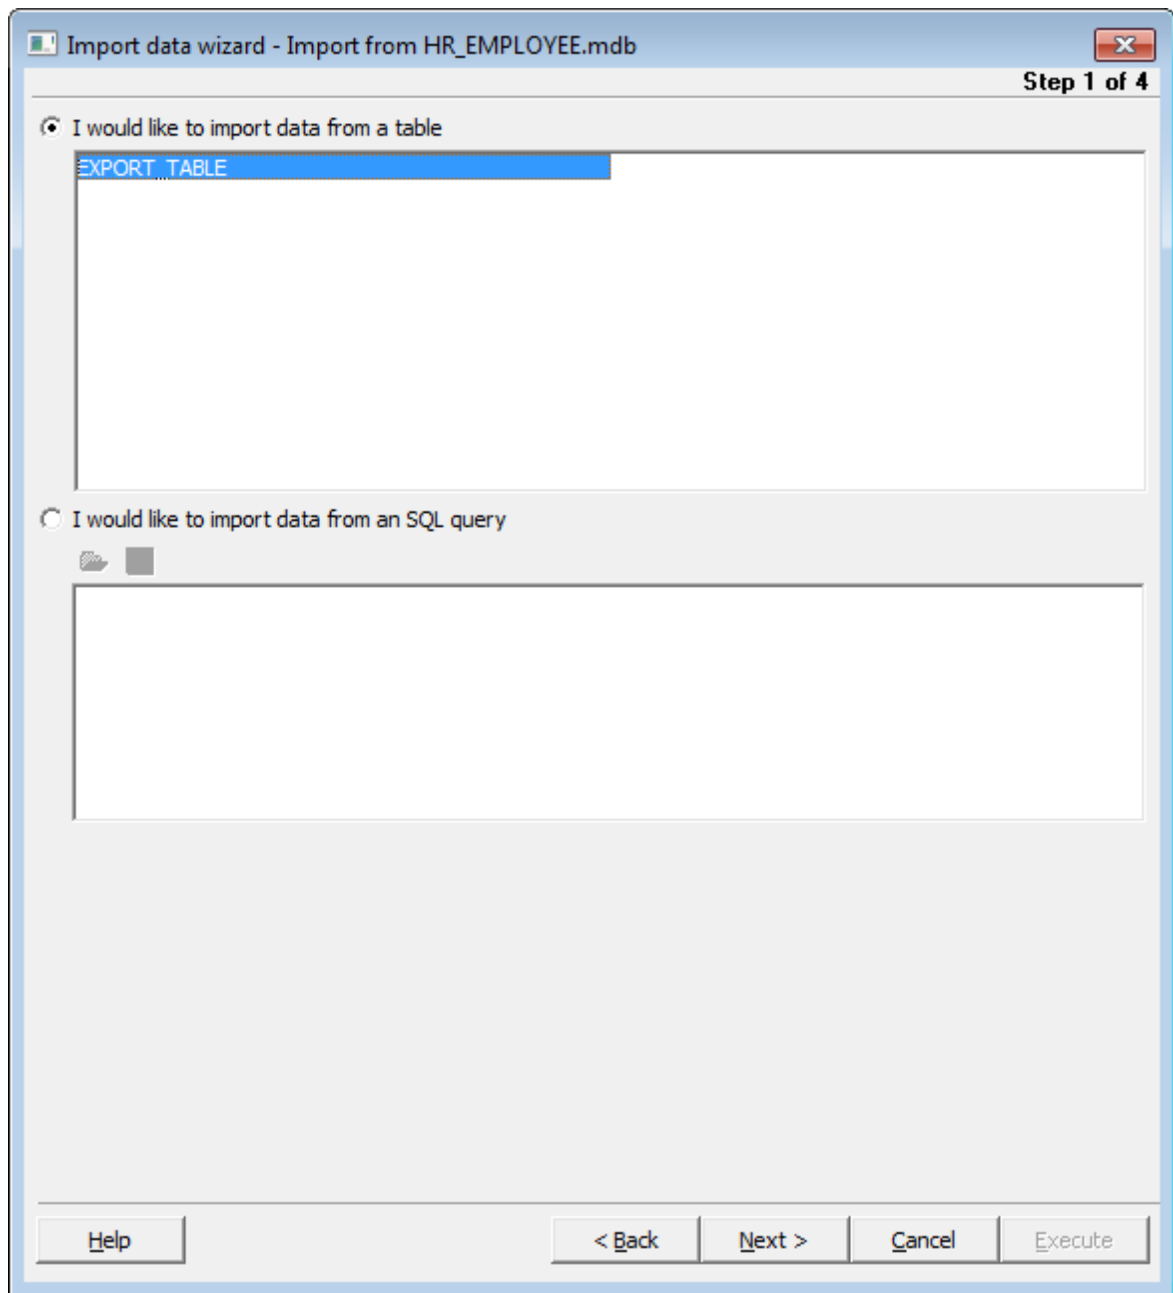 Import data wizard - Import from HR_EMPLOYEE.mdb
Step 1 of 4
I would like to import data from a table
EXPORT_TABLE
I would like to import data from an SQL query
Help
< Back
Next >
Cancel
Execute